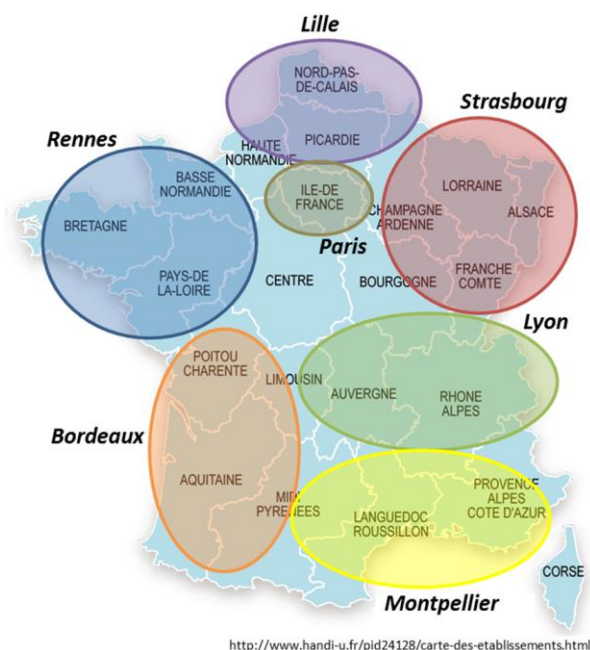 Lille
NORD-PAS-
DE-CALAIS
Strasbourg
Rennes
HAUTE
NORMANDIE
PICARDIE
BASSE
NORMANDIE
ILE-DE
FRANCE
LORRAINE
ALSACE
CHAMPAGNE
ARDENNE
BRETAGNE
Paris
PAYS-DE
LA-LOIRE
CENTRE
BOURGOGNE
FRANCHE
COMTE
Lyon
POITOU
CHARENTE
LIMOUSIN
AUVERGNE
RHONE
ALPES
Bordeaux
AQUITAINE
MIDI
PYRENEES
LANGUEDOC
ROUSSILLON
PROVENCE
ALPES
COTE D'AZUR
CORSE
Montpellier
http://www.handi-u.fr/pid24128/carte-des-etablissements.html